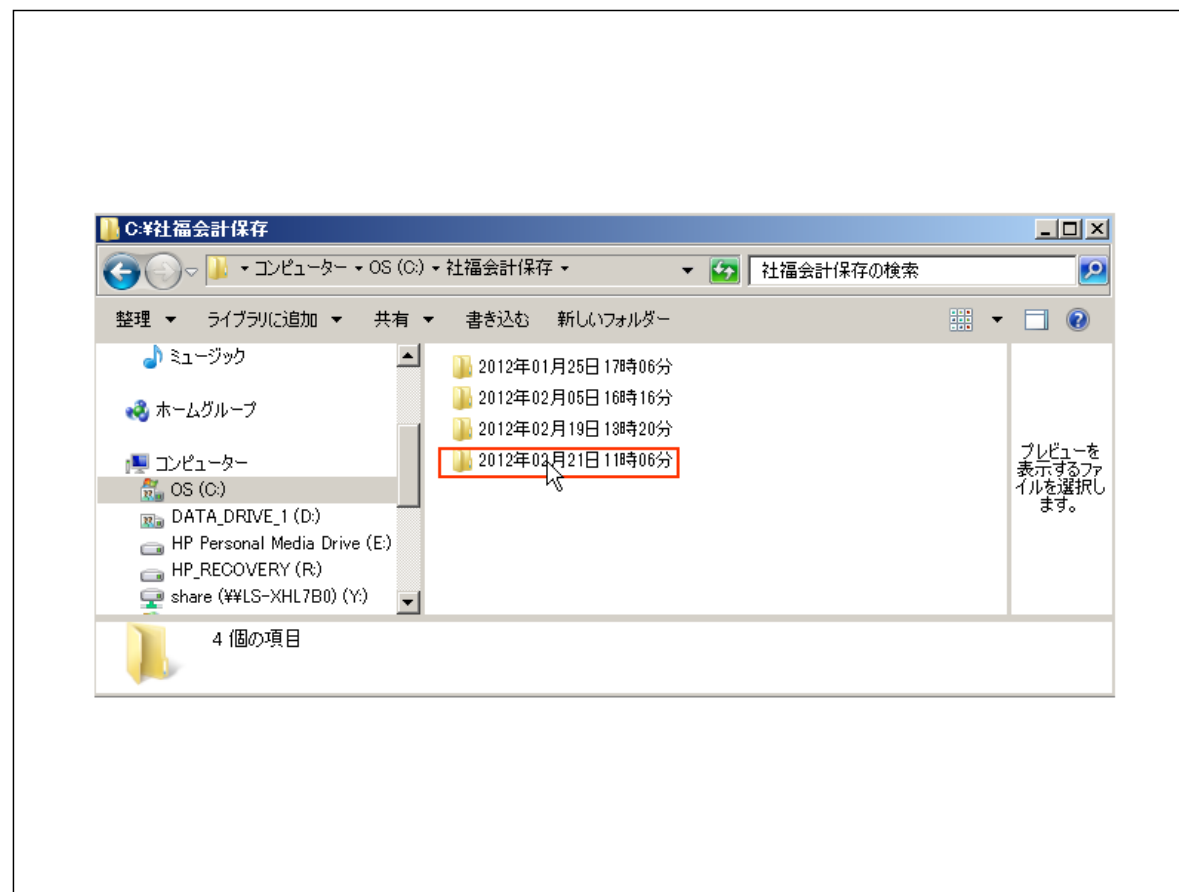 C:¥社福会計保存
コンピューター OS (C:) 社福会計保存
社福会計保存の検索
整理 ライブラリに追加 共有 書き込む 新しいフォルダー
ミュージック
ホームグループ
コンピューター
OS (C:)
DATA_DRIVE_1 (D:)
HP Personal Media Drive (E:)
HP_RECOVERY (R:)
share (¥¥LS-XHL7B0) (Y:)
2012年01月25日17時06分
2012年02月05日16時16分
2012年02月19日13時20分
2012年02月21日11時06分
プレビューを
表示するファ
イルを選択し
ます。
4 個の項目